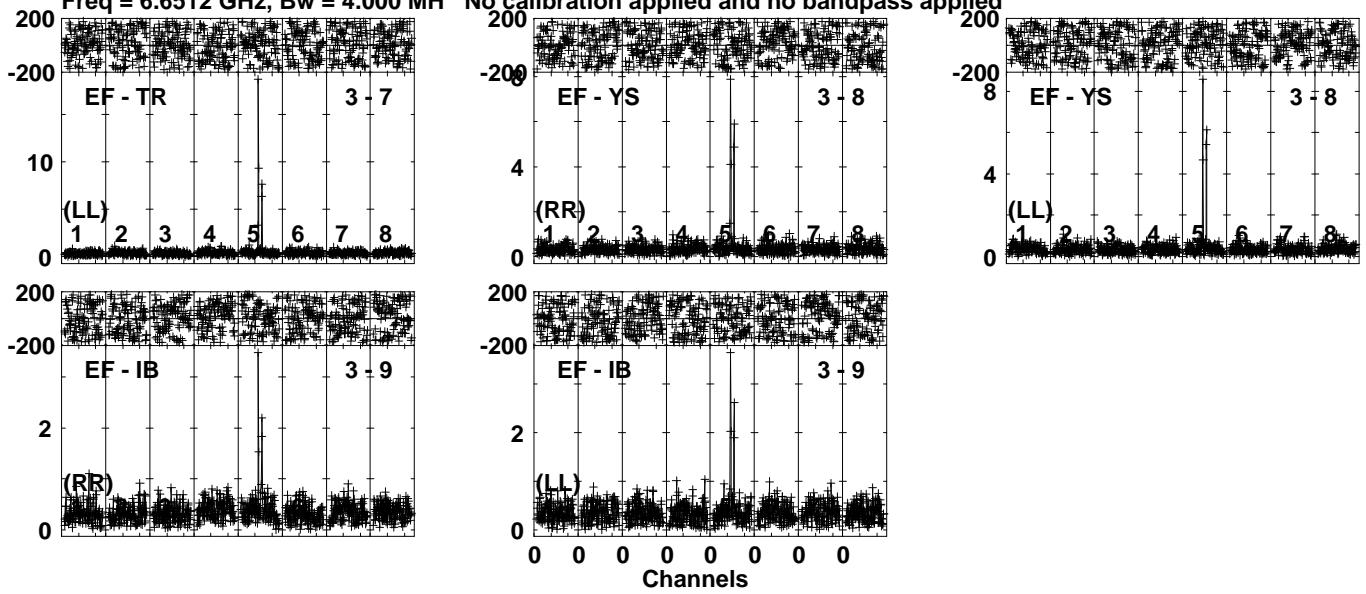 Freq = 6.6512 GHz, Bw = 4.000 MH No calibration applied and no bandpass applied
200
-200
EF - TR 3 - 7
10
(LL)
1 2 3 4 5 6 7 8
0
200
-200
8
EF - YS 3 - 8
4
(RR)
1 2 3 4 5 6 7 8
0
200
-200
8
EF - YS 3 - 8
4
(LL)
1 2 3 4 5 6 7 8
0
200
-200
EF - IB 3 - 9
2
(RR)
0
200
-200
EF - IB 3 - 9
2
(LL)
0
0 0 0 0 0 0 0 0
Channels